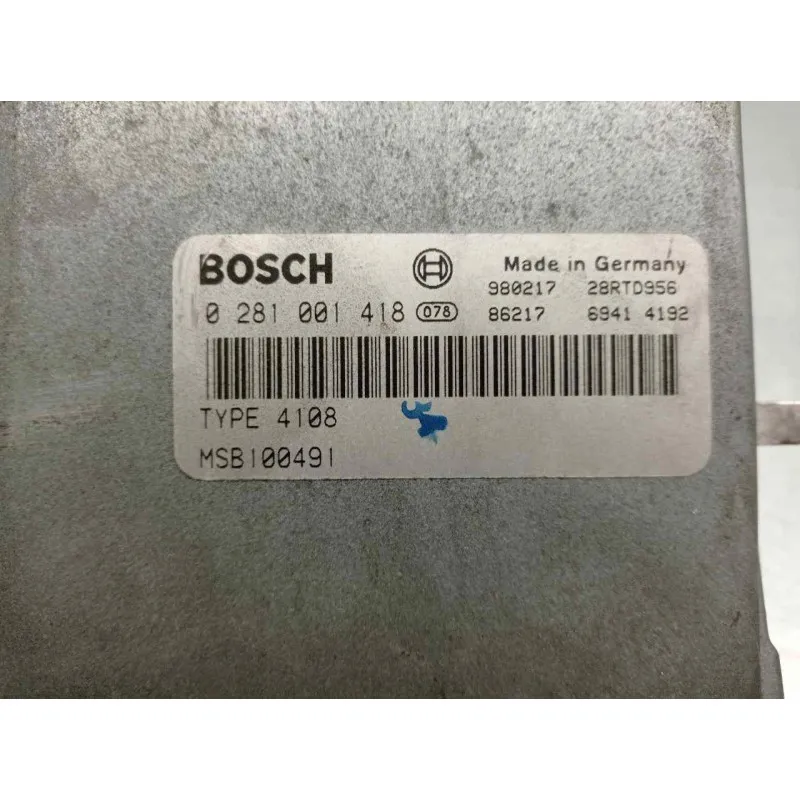 BOSCH Made in Germany
980217 28RTD956
0 281 001 418 078 86217 6941 4192
TYPE 4108
MSB100491